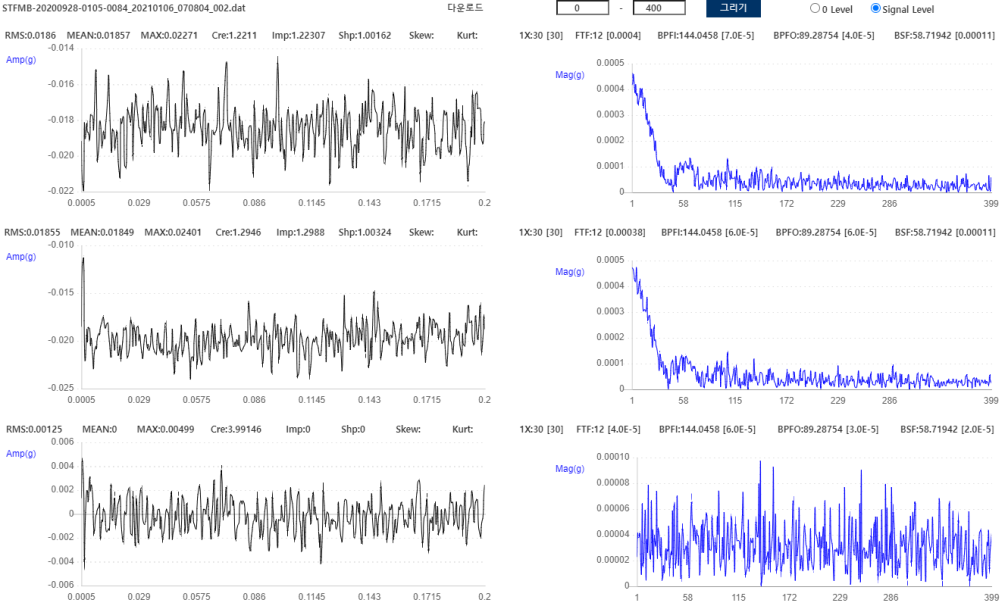 STFMB-20200928-0105-0084_20210106_070804_002.dat 다운로드 0 - 400 그리기 0 Level Signal Level
RMS:0.0186 MEAN:0.01857 MAX:0.02271 Cre:1.2211 Imp:1.22307 Shp:1.00162 Skew: Kurt: 1X:30 [30] FTF:12 [0.0004] BPFI:144.0458 [7.0E-5] BPFO:89.28754 [4.0E-5] BSF:58.71942 [0.00011]
Amp(g) Mag(g)
-0.014
-0.016
-0.018
-0.020
-0.022
0.0005 0.029 0.0575 0.086 0.1145 0.143 0.1715 0.2
0.0005
0.0004
0.0003
0.0002
0.0001
0
1 58 115 172 229 286 399
RMS:0.01855 MEAN:0.01849 MAX:0.02401 Cre:1.2946 Imp:1.2988 Shp:1.00324 Skew: Kurt: 1X:30 [30] FTF:12 [0.00038] BPFI:144.0458 [6.0E-5] BPFO:89.28754 [6.0E-5] BSF:58.71942 [0.00011]
Amp(g) Mag(g)
-0.010
-0.015
-0.020
-0.025
0.0005 0.029 0.0575 0.086 0.1145 0.143 0.1715 0.2
0.0005
0.0004
0.0003
0.0002
0.0001
0
1 58 115 172 229 286 399
RMS:0.00125 MEAN:0 MAX:0.00499 Cre:3.99146 Imp:0 Shp:0 Skew: Kurt: 1X:30 [30] FTF:12 [4.0E-5] BPFI:144.0458 [6.0E-5] BPFO:89.28754 [3.0E-5] BSF:58.71942 [2.0E-5]
Amp(g) Mag(g)
0.006
0.004
0.002
0
-0.002
-0.004
-0.006
0.0005 0.029 0.0575 0.086 0.1145 0.143 0.1715 0.2
0.00010
0.00008
0.00006
0.00004
0.00002
0
1 58 115 172 229 286 399